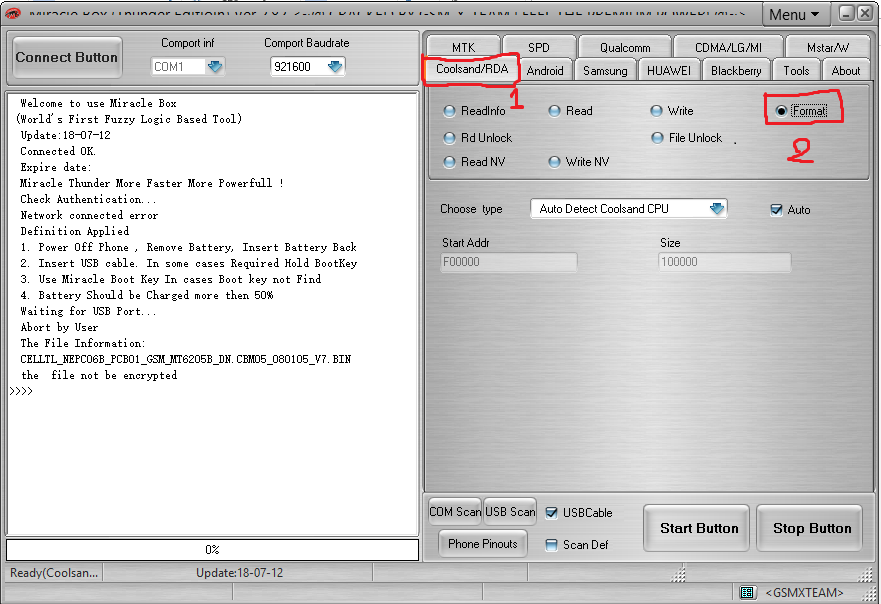 Menu
Connect Button
Comport inf
Comport Baudrate
COM1
921600
MTK
SPD
Qualcomm
CDMA/LG/MI
Mstar/W
Coolsand/RDA
Android
Samsung
HUAWEI
Blackberry
Tools
About
1
ReadInfo
Read
Write
Format
Rd Unlock
File Unlock
2
Read NV
Write NV
Choose type
Auto Detect Coolsand CPU
Auto
Start Addr
Size
F00000
100000
Welcome to use Miracle Box
(World's First Fuzzy Logic Based Tool)
Update:18-07-12
Connected OK.
Expire date:
Miracle Thunder More Faster More Powerfull !
Check Authentication...
Network connected error
Definition Applied
1. Power Off Phone , Remove Battery, Insert Battery Back
2. Insert USB cable. In some cases Required Hold BootKey
3. Use Miracle Boot Key In cases Boot key not Find
4. Battery Should be Charged more then 50%
Waiting for USB Port...
Abort by User
The File Information:
CELLTL_NEPCO6B_PCB01_GSM_MT6205B_DN.CBM05_080105_V7.BIN
the  file not be encrypted
>>>>
COM Scan
USB Scan
USBCable
Phone Pinouts
Scan Def
Start Button
Stop Button
0%
Ready(Coolsan...
Update:18-07-12
<GSMXTEAM>